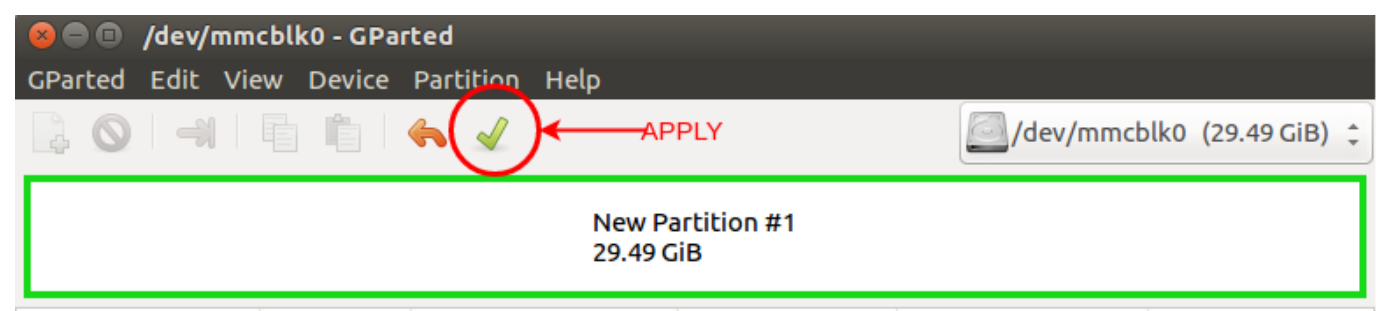 /dev/mmcblk0 - GParted
GParted Edit View Device Partition Help
APPLY
/dev/mmcblk0 (29.49 GiB)
New Partition #1
29.49 GiB